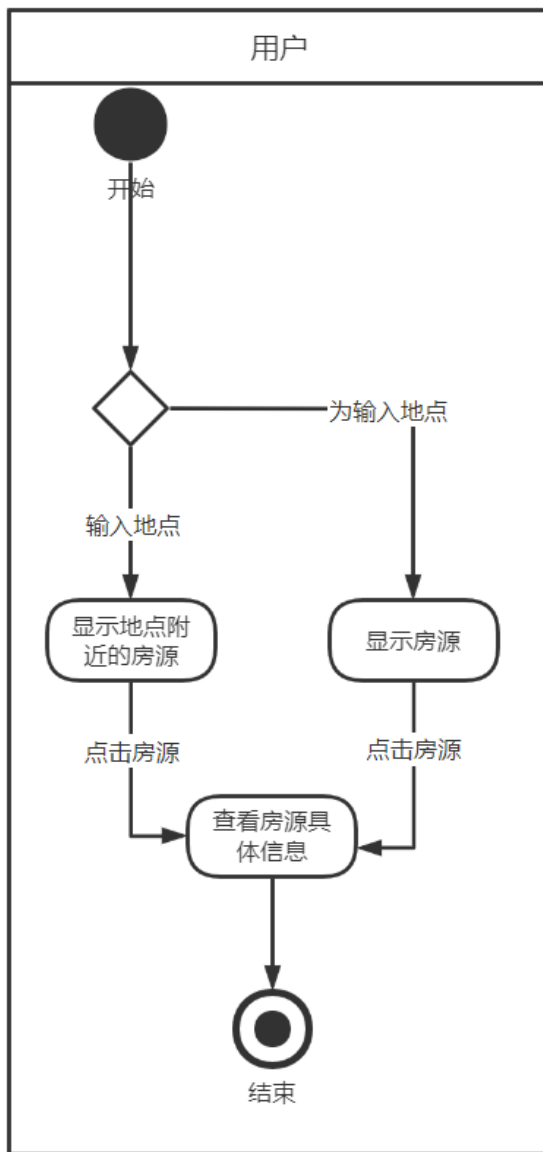 用户
开始
为输入地点
输入地点
显示地点附
近的房源
显示房源
点击房源
点击房源
查看房源具
体信息
结束